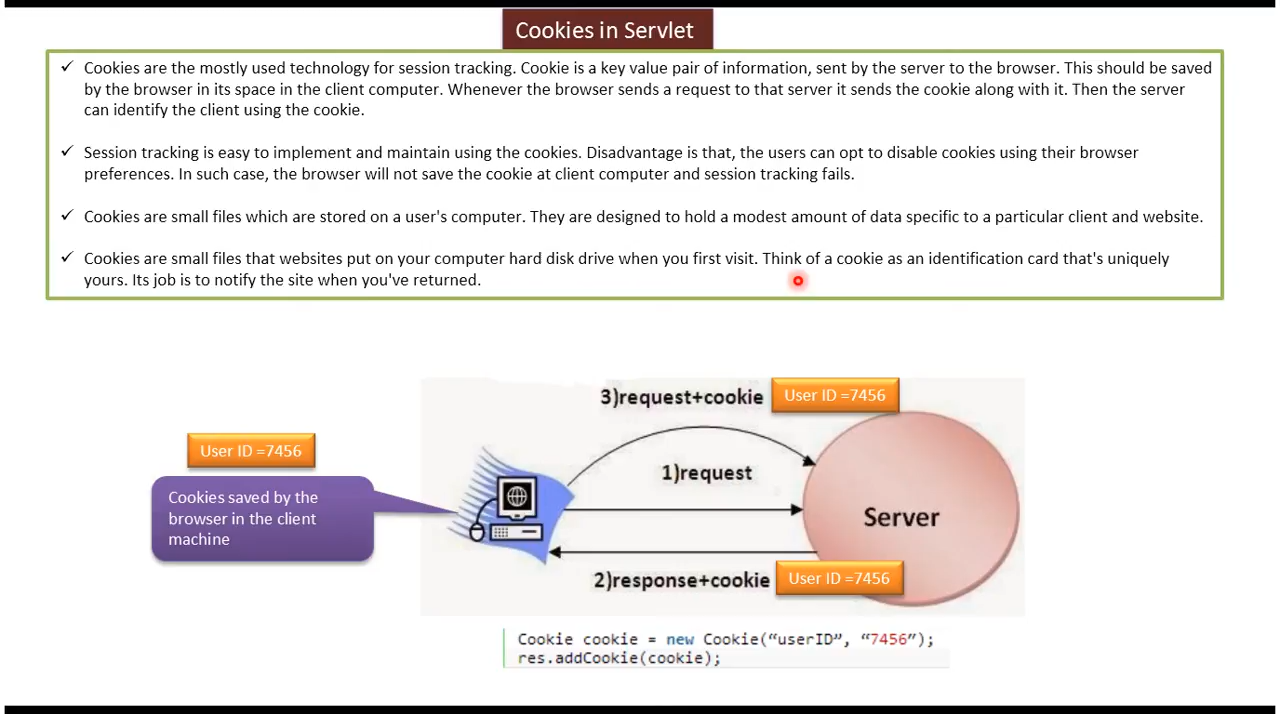 Cookies in Servlet
✓ Cookies are the mostly used technology for session tracking. Cookie is a key value pair of information, sent by the server to the browser. This should be saved
by the browser in its space in the client computer. Whenever the browser sends a request to that server it sends the cookie along with it. Then the server
can identify the client using the cookie.
✓ Session tracking is easy to implement and maintain using the cookies. Disadvantage is that, the users can opt to disable cookies using their browser
preferences. In such case, the browser will not save the cookie at client computer and session tracking fails.
✓ Cookies are small files which are stored on a user's computer. They are designed to hold a modest amount of data specific to a particular client and website.
✓ Cookies are small files that websites put on your computer hard disk drive when you first visit. Think of a cookie as an identification card that's uniquely
yours. Its job is to notify the site when you've returned.
3)request+cookie
User ID =7456
User ID =7456
1)request
Cookies saved by the
browser in the client
machine
Server
2)response+cookie
User ID =7456
Cookie cookie = new Cookie(“userID”, “7456”);
res.addCookie(cookie);